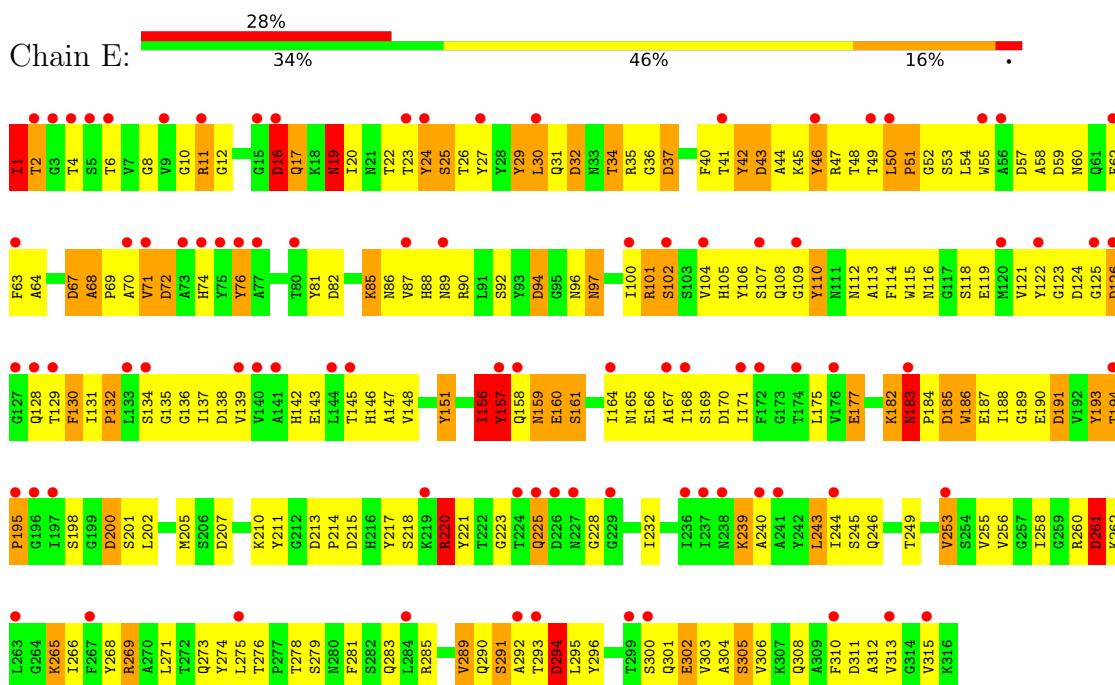 28%
Chain E:
34% 46% 16% •
I1 T2 G3 T4 S5 T6 V7 G8 V9 G10 R11 G12 G15 D16 Q17 K18 N19 I20 N21 T22 T23 Y24 S25 T26 Y27 Y28 Y29 L30 Q31 D32 N33 T34 R35 G36 D37 F40 T41 Y42 D43 A44 K45 Y46 R47 T48 T49 L50 P51 G52 S53 L54 W55 A56 D57 A58 D59 N60 Q61 F62
F63 A64 D67 A68 P69 A70 V71 D72 A73 H74 Y75 Y76 A77 T80 Y81 D82 K85 N86 V87 H88 N89 R90 L91 S92 Y93 D94 G95 N96 N97 I100 R101 S102 S103 V104 H105 Y106 S107 Q108 G109 Y110 N111 N112 A113 F114 W115 N116 G117 S118 E119 M120 V121 Y122 G123 D124 G125 D126
G127 Q128 T129 F130 I131 P132 L133 S134 G135 G136 I137 D138 V139 V140 A141 H142 E143 L144 T145 H146 A147 V148 Y151 I156 Y157 Q158 N159 E160 S161 I164 N165 E166 A167 I168 S169 D170 I171 F172 G173 T174 L175 V176 E177 K182 N183 P184 D185 W186 E187 I188 G189 E190 D191 V192 Y193 T194
P195 G196 I197 S198 G199 D200 S201 L202 M205 S206 D207 K210 Y211 G212 D213 P214 D215 H216 Y217 S218 K219 R220 Y221 T222 G223 T224 Q225 D226 N227 G228 G229 I232 I236 I237 N238 K239 A240 A241 Y242 L243 I244 S245 Q246 T249 V253 S254 V255 V256 G257 I258 G259 R260 D261 K262
L263 G264 K265 I266 F267 Y268 R269 A270 L271 T272 Q273 Y274 L275 T276 P277 T278 S279 N280 F281 S282 Q283 L284 R285 V289 Q290 S291 A292 T293 D294 L295 Y296 T299 S300 Q301 E302 V303 A304 S305 V306 K307 Q308 A309 F310 D311 A312 V313 G314 V315 K316